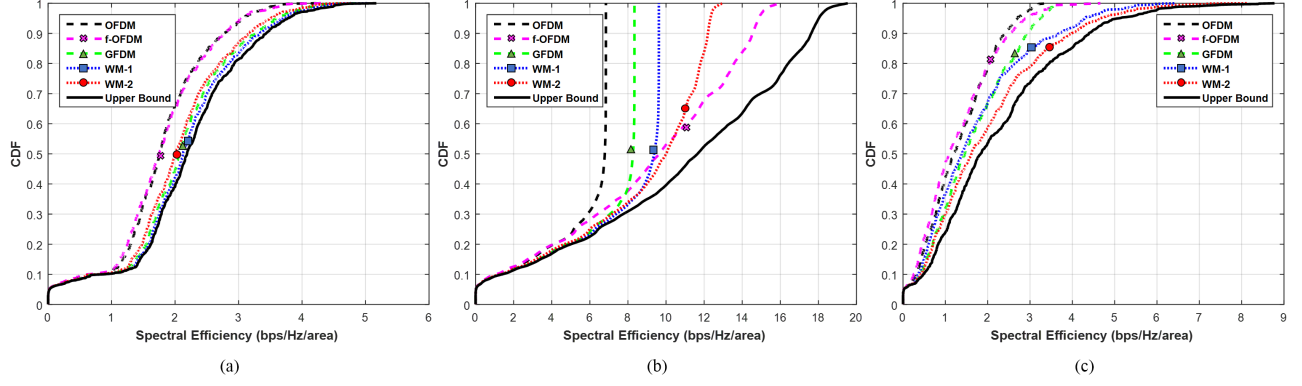 1
0.9
0.8
0.7
0.6
0.5
0.4
0.3
0.2
0.1
0
CDF
OFDM
f-OFDM
GFDM
WM-1
WM-2
Upper Bound
0 1 2 3 4 5 6
Spectral Efficiency (bps/Hz/area)
(a)
1
0.9
0.8
0.7
0.6
0.5
0.4
0.3
0.2
0.1
0
CDF
OFDM
f-OFDM
GFDM
WM-1
WM-2
Upper Bound
0 2 4 6 8 10 12 14 16 18 20
Spectral Efficiency (bps/Hz/area)
(b)
1
0.9
0.8
0.7
0.6
0.5
0.4
0.3
0.2
0.1
0
CDF
OFDM
f-OFDM
GFDM
WM-1
WM-2
Upper Bound
0 1 2 3 4 5 6 7 8 9
Spectral Efficiency (bps/Hz/area)
(c)